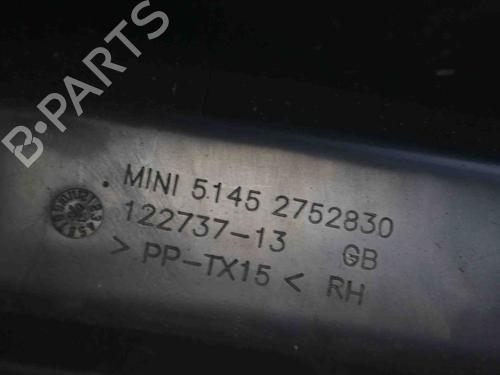 B-PARTS
MINI 5145 2752830
122737-13 GB
> PP-TX15 < RH